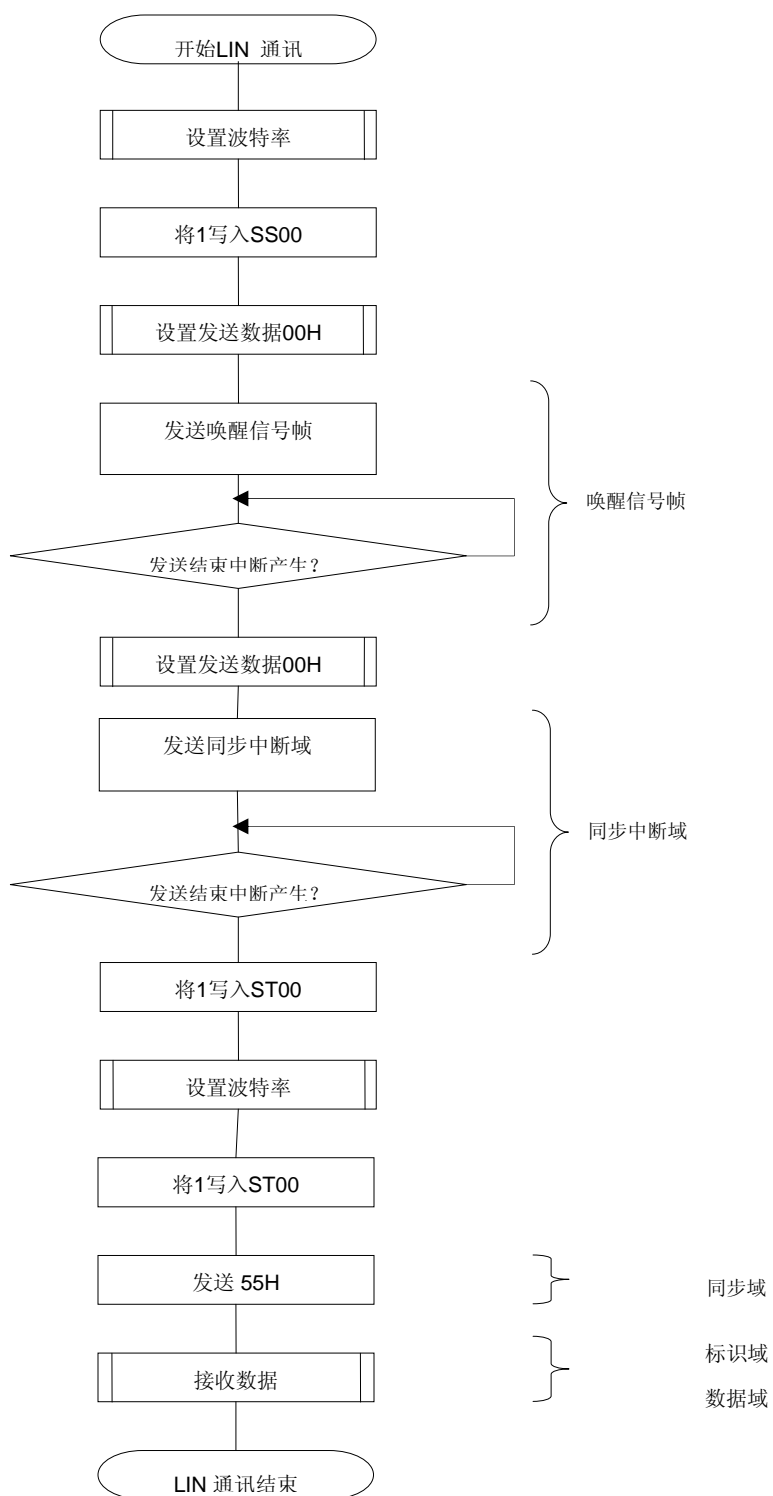 开始LIN 通讯
设置波特率
将1写入SS00
设置发送数据00H
发送唤醒信号帧
唤醒信号帧
发送结束中断产生?
设置发送数据00H
发送同步中断域
同步中断域
发送结束中断产生?
将1写入ST00
设置波特率
将1写入ST00
发送 55H
同步域
标识域
接收数据
数据域
LIN 通讯结束